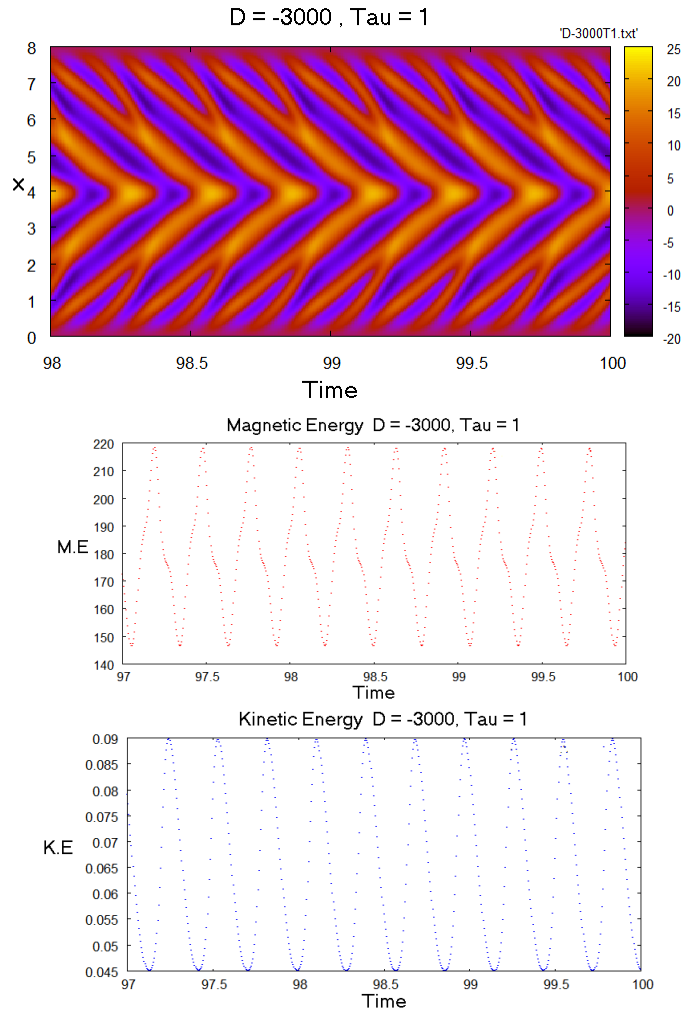 D = -3000 , Tau = 1
'D-3000T1.txt'
8
7
6
5
4
3
2
1
0
x
25
20
15
10
5
0
-5
-10
-15
-20
98 98.5 99 99.5 100
Time
Magnetic Energy D = -3000, Tau = 1
220
210
200
190
180
170
160
150
140
M.E
97 97.5 98 98.5 99 99.5 100
Time
Kinetic Energy D = -3000, Tau = 1
0.09
0.085
0.08
0.075
0.07
0.065
0.06
0.055
0.05
0.045
K.E
97 97.5 98 98.5 99 99.5 100
Time